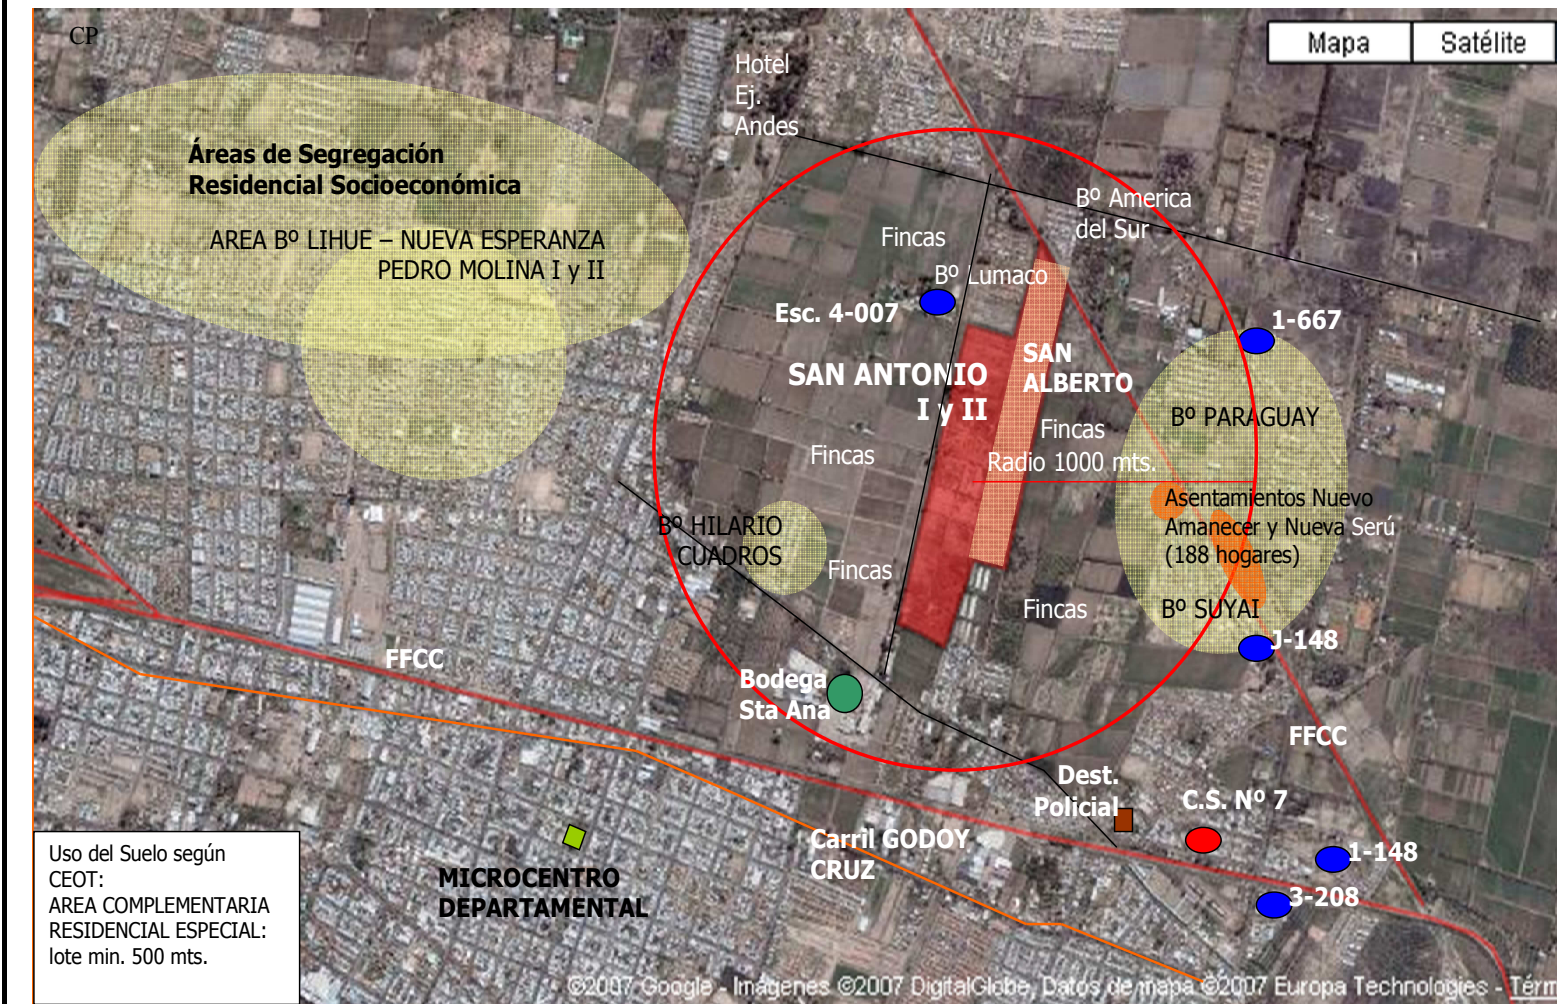 CP
Mapa
Satélite
Hotel
Ej.
Andes
Áreas de Segregación
Residencial Socioeconómica
AREA Bº LIHUE – NUEVA ESPERANZA
PEDRO MOLINA I y II
Bº America
del Sur
Fincas
Bº Lumaco
Esc. 4-007
1-667
SAN ANTONIO
I y II
SAN
ALBERTO
Bº PARAGUAY
Fincas
Fincas
Radio 1000 mts.
Asentamientos Nuevo
Amanecer y Nueva Serú
(188 hogares)
Bº HILARIO
CUADROS
Fincas
Fincas
Bº SUYAI
J-148
FFCC
Bodega
Sta Ana
FFCC
Dest.
Policial
C.S. Nº 7
Carril GODOY
CRUZ
1-148
3-208
MICROCENTRO
DEPARTAMENTAL
Uso del Suelo según
CEOT:
AREA COMPLEMENTARIA
RESIDENCIAL ESPECIAL:
lote min. 500 mts.
©2007 Google - Imágenes ©2007 DigitalGlobe, Datos de mapa ©2007 Europa Technologies - Térm